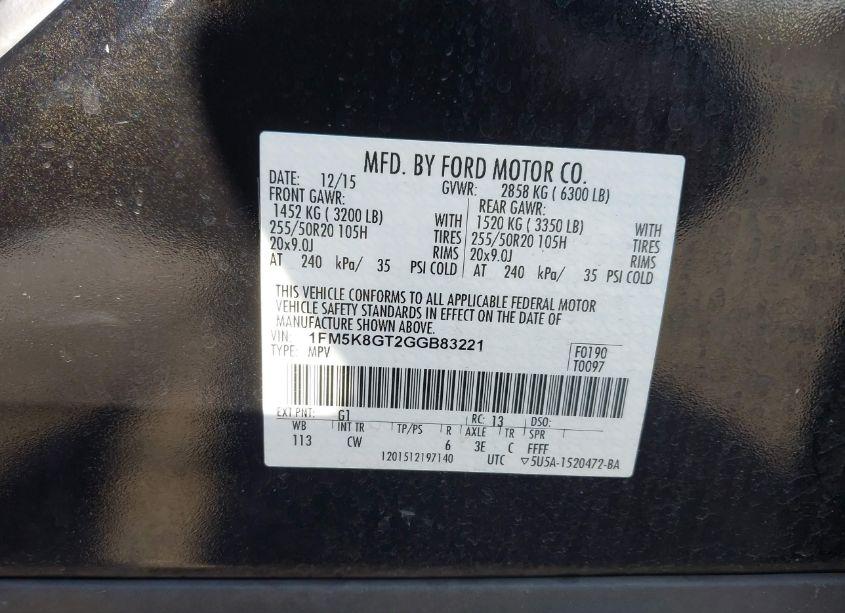 MFD. BY FORD MOTOR CO.
DATE: 12/15 GVWR: 2858 KG ( 6300 LB)
FRONT GAWR: REAR GAWR:
1452 KG ( 3200 LB) WITH 1520 KG ( 3350 LB) WITH
255/50R20 105H TIRES 255/50R20 105H TIRES
20x9.0J RIMS 20x9.0J RIMS
AT 240 kPa/ 35 PSI COLD AT 240 kPa/ 35 PSI COLD
THIS VEHICLE CONFORMS TO ALL APPLICABLE FEDERAL MOTOR
VEHICLE SAFETY STANDARDS IN EFFECT ON THE DATE OF
MANUFACTURE SHOWN ABOVE.
VIN: 1FM5K8GT2GGB83221
TYPE: MPV F0190
T0097
EXT PNT: G1 RC: 13 DSO:
WB INT TR TP/PS R AXLE TR SPR
113 CW 6 3E C FFFF
1201512197140 UTC ▽5U5A-1520472-BA